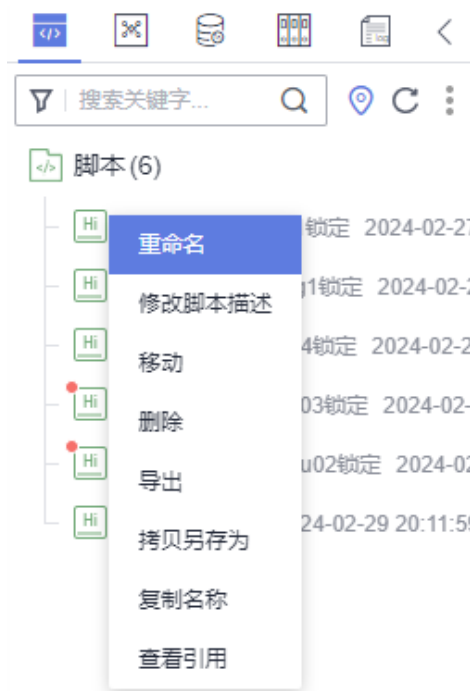 搜索关键字...
脚本 (6)
Hi 重命名 锁定 2024-02-27
Hi 修改脚本描述 1锁定 2024-02-2
Hi 移动 4锁定 2024-02-2
Hi 删除 03锁定 2024-02-
Hi 导出 u02锁定 2024-02
Hi 拷贝另存为 24-02-29 20:11:59
复制名称
查看引用